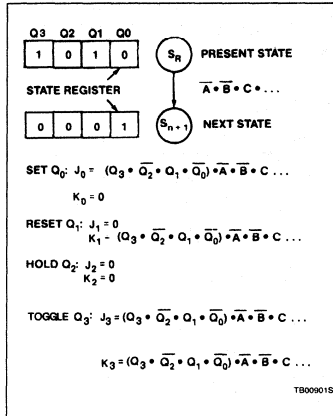 Q3 Q2 Q1 Q0
1 0 1 0
S_R
PRESENT STATE
STATE REGISTER
A̅ • B̅ • C • . . .
0 0 0 1
S_{n + 1}
NEXT STATE
SET Q₀: J₀ = (Q₃ • Q̅₂ • Q₁ • Q̅₀) • A̅ • B̅ • C . . .
K₀ = 0
RESET Q₁: J₁ = 0
K₁ = (Q₃ • Q̅₂ • Q₁ • Q̅₀) • A̅ • B̅ • C . . .
HOLD Q₂: J₂ = 0
K₂ = 0
TOGGLE Q₃: J₃ = (Q₃ • Q̅₂ • Q₁ • Q̅₀) • A̅ • B̅ • C . . .
K₃ = (Q₃ • Q̅₂ • Q₁ • Q̅₀) • A̅ • B̅ • C . . .
TB00901S